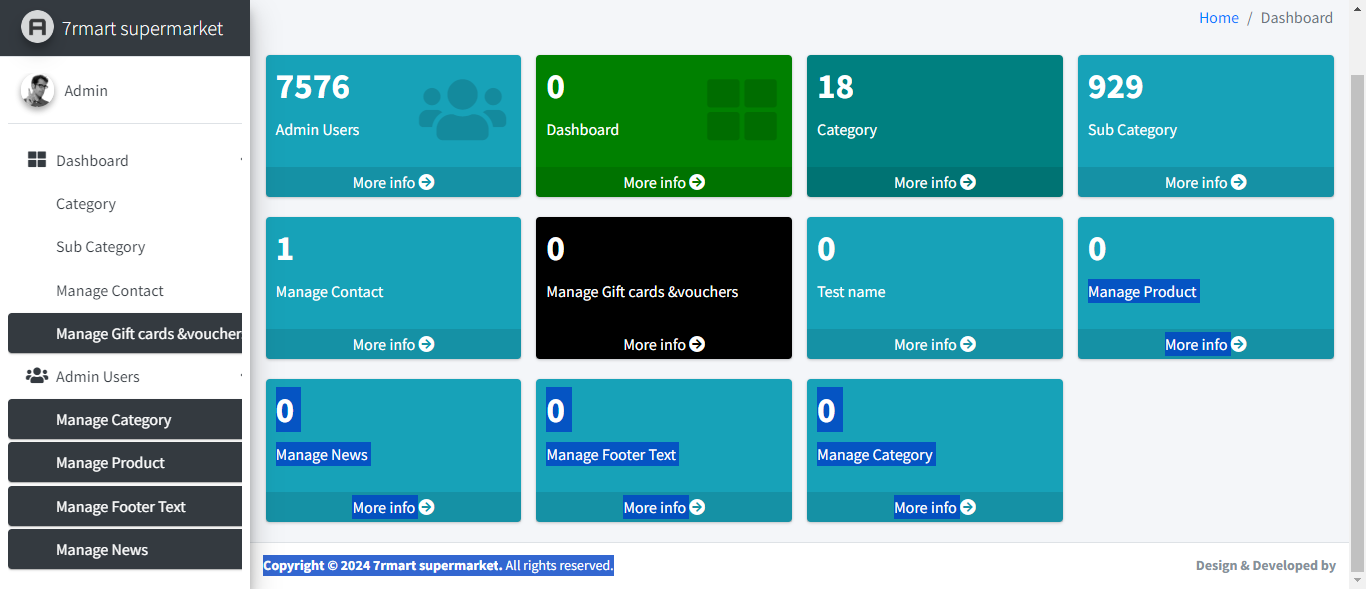 7rmart supermarket
Admin
Dashboard
Category
Sub Category
Manage Contact
Manage Gift cards &voucher
Admin Users
Manage Category
Manage Product
Manage Footer Text
Manage News
Home / Dashboard
7576
Admin Users
More info
0
Dashboard
More info
18
Category
More info
929
Sub Category
More info
1
Manage Contact
More info
0
Manage Gift cards &vouchers
More info
0
Test name
More info
0
Manage Product
More info
0
Manage News
More info
0
Manage Footer Text
More info
0
Manage Category
More info
Copyright © 2024 7rmart supermarket. All rights reserved.
Design & Developed by